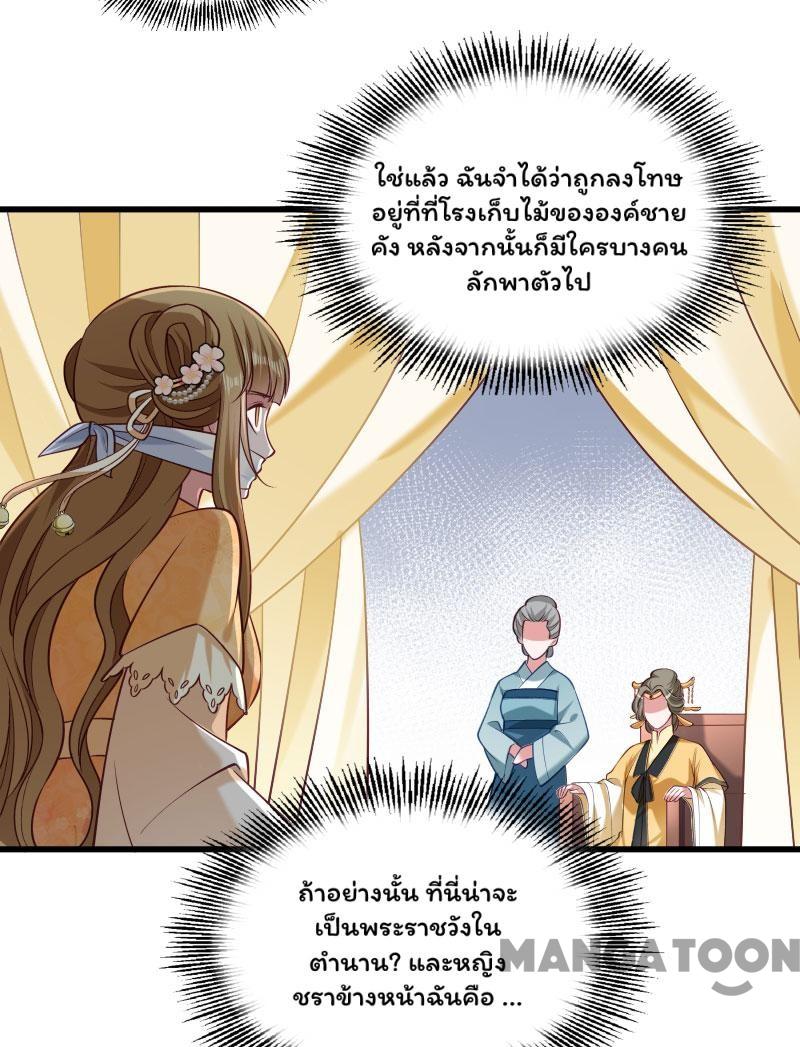 ใช่แล้ว ฉันจำได้ว่าถูกลงโทษ
อยู่ที่ที่โรงเก็บไม้ขององค์ชาย
คัง หลังจากนั้นก็มีใครบางคน
ลักพาตัวไป
ถ้าอย่างนั้น ที่นี่น่าจะ
เป็นพระราชวังใน
ตำนาน? และหญิง
ชราข้างหน้าฉันคือ ...
MANGATOON